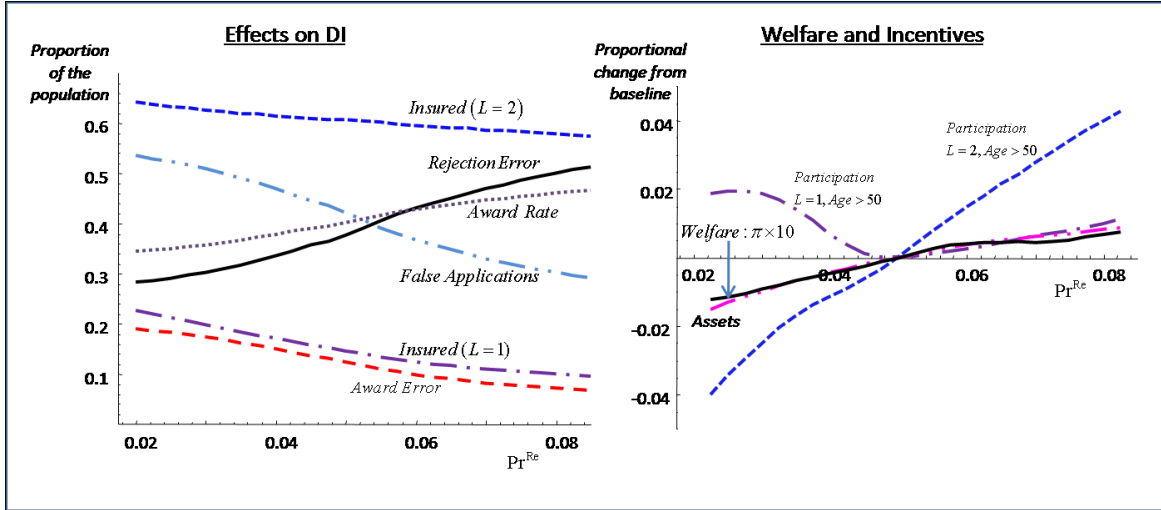 Effects on DI
Proportion
of the
population
0.6
0.5
0.4
0.3
0.2
0.1
Insured (L = 2)
Rejection Error
Award Rate
False Applications
Insured (L = 1)
Award Error
0.02
0.04
0.06
0.08
Pr^Re
Welfare and Incentives
Proportional
change from
baseline
0.04
0.02
-0.02
-0.04
Participation
L = 2, Age > 50
Participation
L = 1, Age > 50
Welfare : π × 10
Assets
0.02
0.04
0.06
0.08
Pr^Re